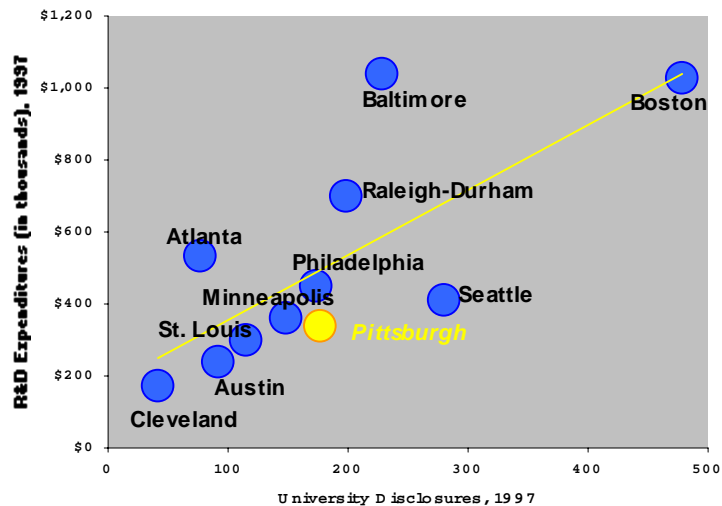 $1,200
$1,000
$800
$600
$400
$200
$0
R&D Expenditures (in thousands), 1997
Baltimore
Boston
Raleigh-Durham
Atlanta
Philadelphia
Minneapolis
Seattle
St. Louis
Pittsburgh
Austin
Cleveland
0 100 200 300 400 500
University Disclosures, 1997